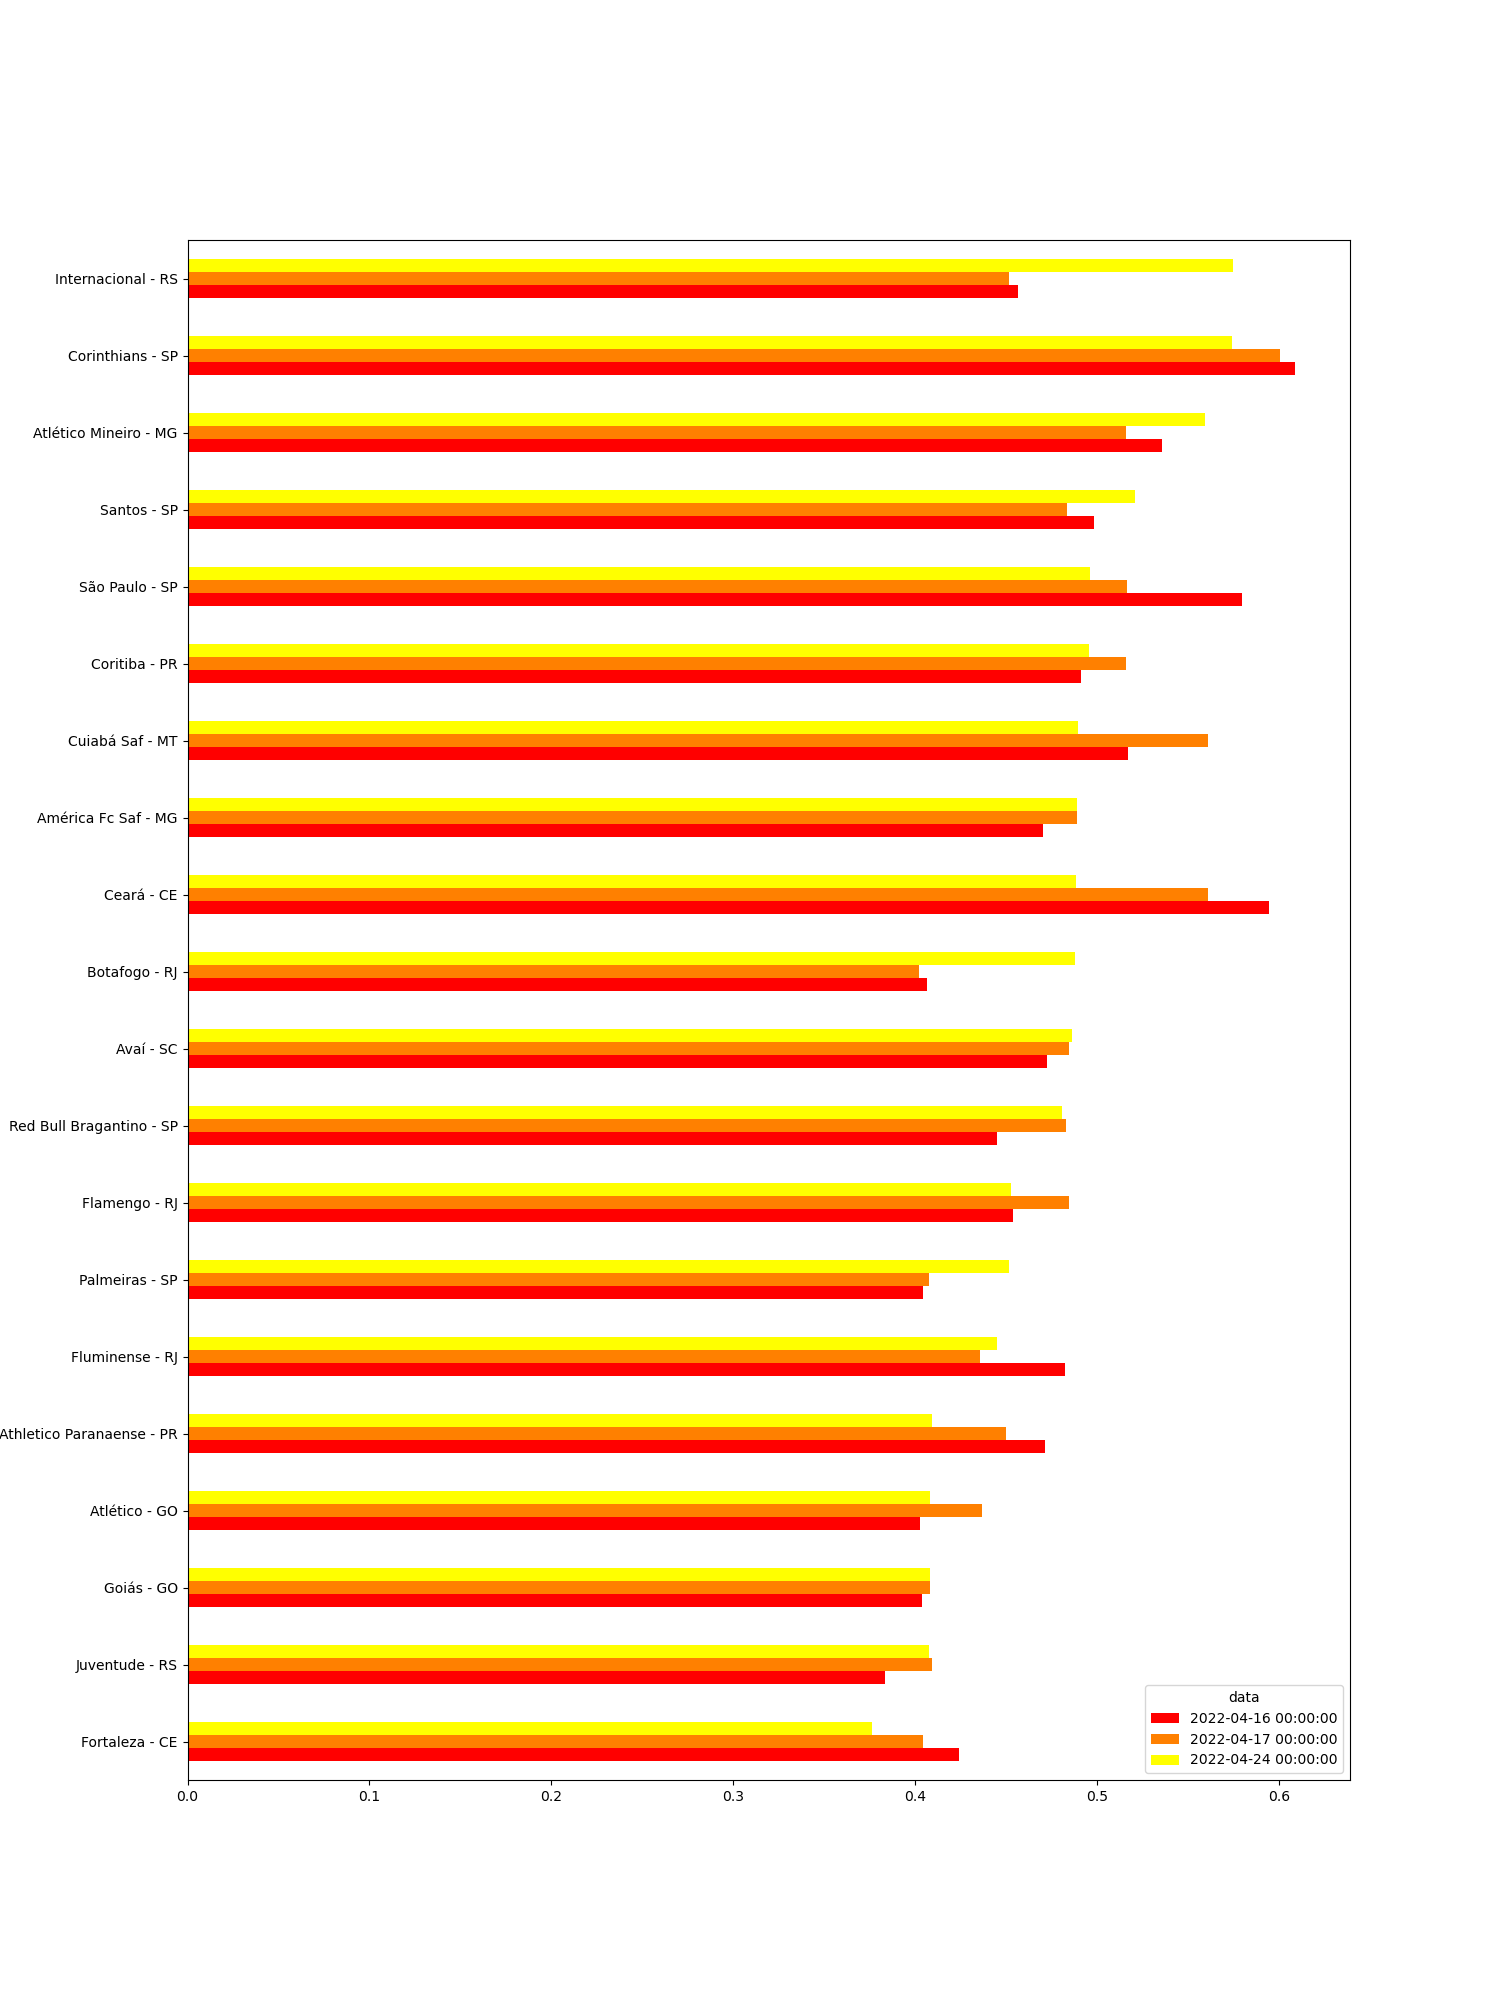 Internacional - RS
Corinthians - SP
Atlético Mineiro - MG
Santos - SP
São Paulo - SP
Coritiba - PR
Cuiabá Saf - MT
América Fc Saf - MG
Ceará - CE
Botafogo - RJ
Avaí - SC
Red Bull Bragantino - SP
Flamengo - RJ
Palmeiras - SP
Fluminense - RJ
Athletico Paranaense - PR
Atlético - GO
Goiás - GO
Juventude - RS
Fortaleza - CE
data
2022-04-16 00:00:00
2022-04-17 00:00:00
2022-04-24 00:00:00
0.0 0.1 0.2 0.3 0.4 0.5 0.6